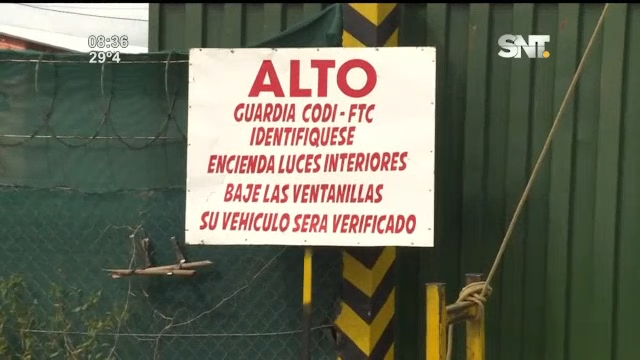 08:36
29°4
SNT.
ALTO
GUARDIA CODI - FTC
IDENTIFIQUESE
ENCIENDA LUCES INTERIORES
BAJE LAS VENTANILLAS
SU VEHICULO SERA VERIFICADO